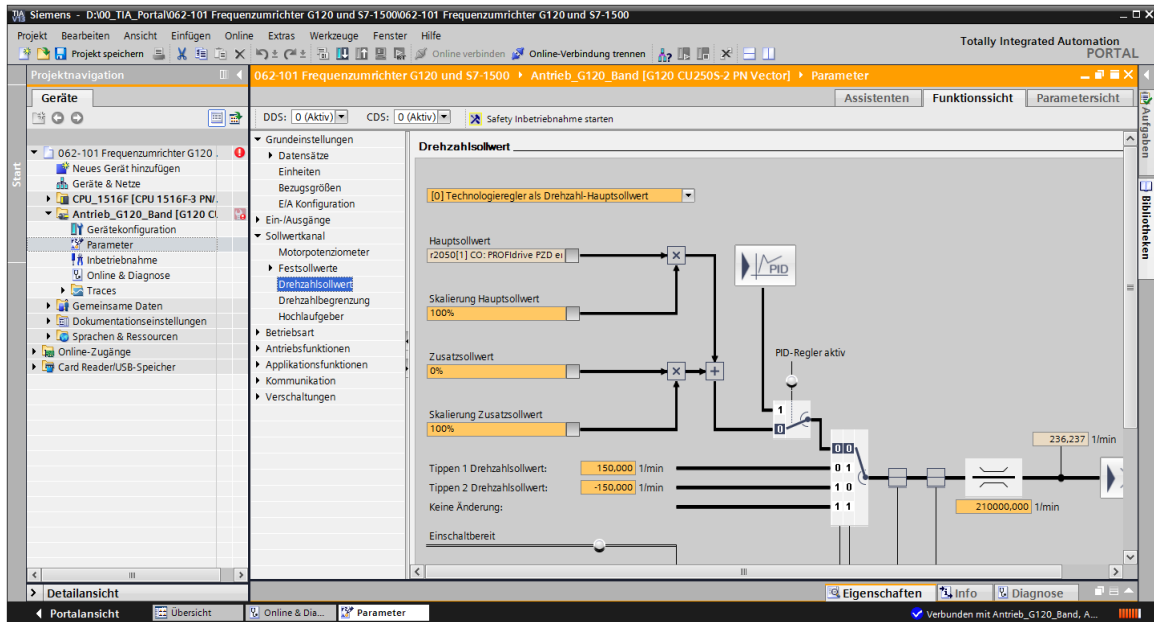 Siemens - D:\00_TIA_Portal\062-101 Frequenzumrichter G120 und S7-1500\062-101 Frequenzumrichter G120 und S7-1500
Projekt Bearbeiten Ansicht Einfügen Online Extras Werkzeuge Fenster Hilfe
Totally Integrated Automation
PORTAL
Projekt speichern
Online verbinden
Online-Verbindung trennen
Projektnavigation
062-101 Frequenzumrichter G120 und S7-1500 Antrieb_G120_Band [G120 CU250S-2 PN Vector] Parameter
Geräte
Assistenten
Funktionssicht
Parametersicht
DDS: 0 (Aktiv) CDS: 0 (Aktiv) Safety Inbetriebnahme starten
Start
062-101 Frequenzumrichter G120 .
Neues Gerät hinzufügen
Geräte & Netze
CPU_1516F [CPU 1516F-3 PN/.
Antrieb_G120_Band [G120 CU
Gerätekonfiguration
Parameter
Inbetriebnahme
Online & Diagnose
Traces
Gemeinsame Daten
Dokumentationseinstellungen
Sprachen & Ressourcen
Online-Zugänge
Card Reader/USB-Speicher
Grundeinstellungen
Datensätze
Einheiten
Bezugsgrößen
E/A Konfiguration
Ein-/Ausgänge
Sollwertkanal
Motorpotenziometer
Festsollwerte
Drehzahlsollwert
Drehzahlbegrenzung
Hochlaufgeber
Betriebsart
Antriebsfunktionen
Applikationsfunktionen
Kommunikation
Verschaltungen
Drehzahlsollwert
[0] Technologieregler als Drehzahl-Hauptsollwert
Hauptsollwert
r2050[1] CO: PROFIdrive PZD e
×
PID
Skalierung Hauptsollwert
100%
Zusatzsollwert
0%
×
+
PID-Regler aktiv
Skalierung Zusatzsollwert
100%
1
0
Tippen 1 Drehzahlsollwert: 150,000 1/min
Tippen 2 Drehzahlsollwert: -150,000 1/min
Keine Änderung:
0 0
0 1
1 0
1 1
236,237 1/min
210000,000 1/min
Einschaltbereit
Aufgaben
Bibliotheken
Detailansicht
Eigenschaften
Info
Diagnose
Portalansicht
Übersicht
Online & Dia...
Parameter
Verbunden mit Antrieb_G120_Band, A...